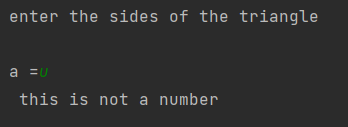 enter the sides of the triangle
a =u
this is not a number